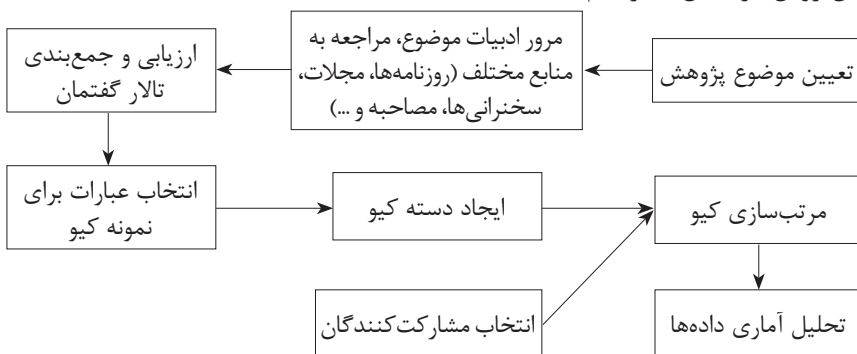 تعیین موضوع پژوهش
مرور ادبیات موضوع، مراجعه به
منابع مختلف (روزنامه‌ها، مجلات،
سخنرانی‌ها، مصاحبه و ...)
ارزیابی و جمع‌بندی
تالار گفتمان
انتخاب عبارات برای
نمونه کیو
ایجاد دسته کیو
مرتب‌سازی کیو
انتخاب مشارکت‌کنندگان
تحلیل آماری داده‌ها